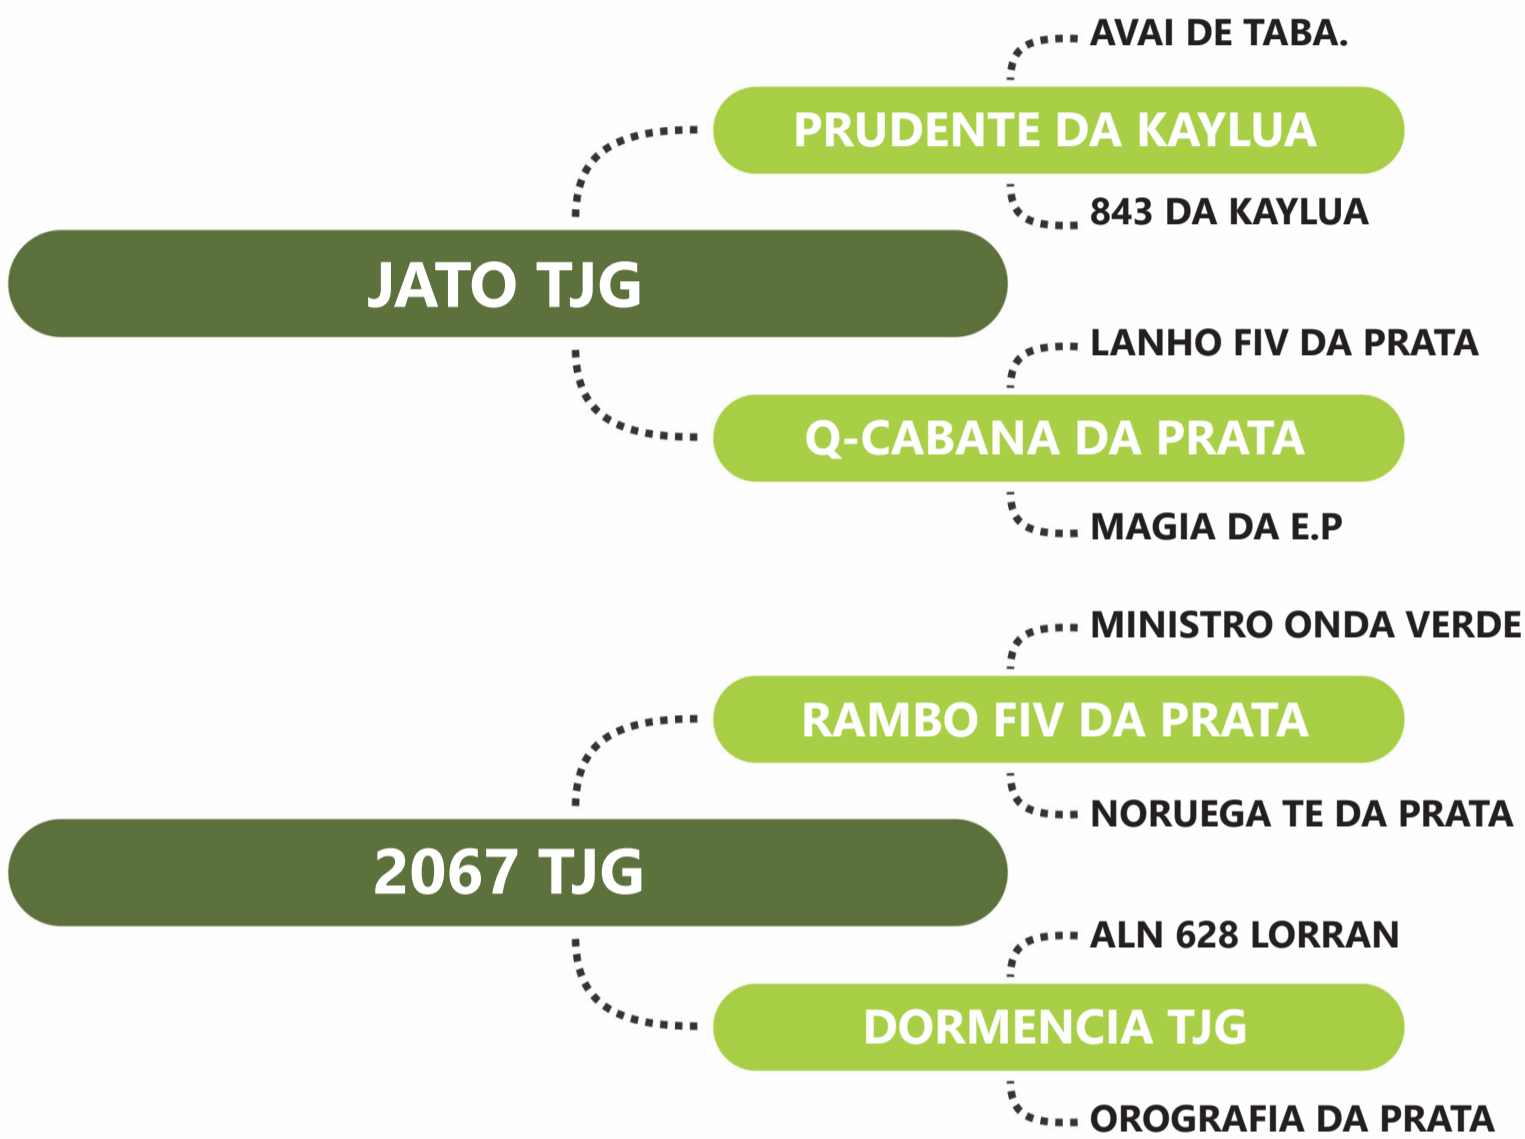 AVAI DE TABA.
PRUDENTE DA KAYLUA
843 DA KAYLUA
JATO TJG
LANHO FIV DA PRATA
Q-CABANA DA PRATA
MAGIA DA E.P
MINISTRO ONDA VERDE
RAMBO FIV DA PRATA
NORUEGA TE DA PRATA
2067 TJG
ALN 628 LORRAN
DORMENCIA TJG
OROGRAFIA DA PRATA